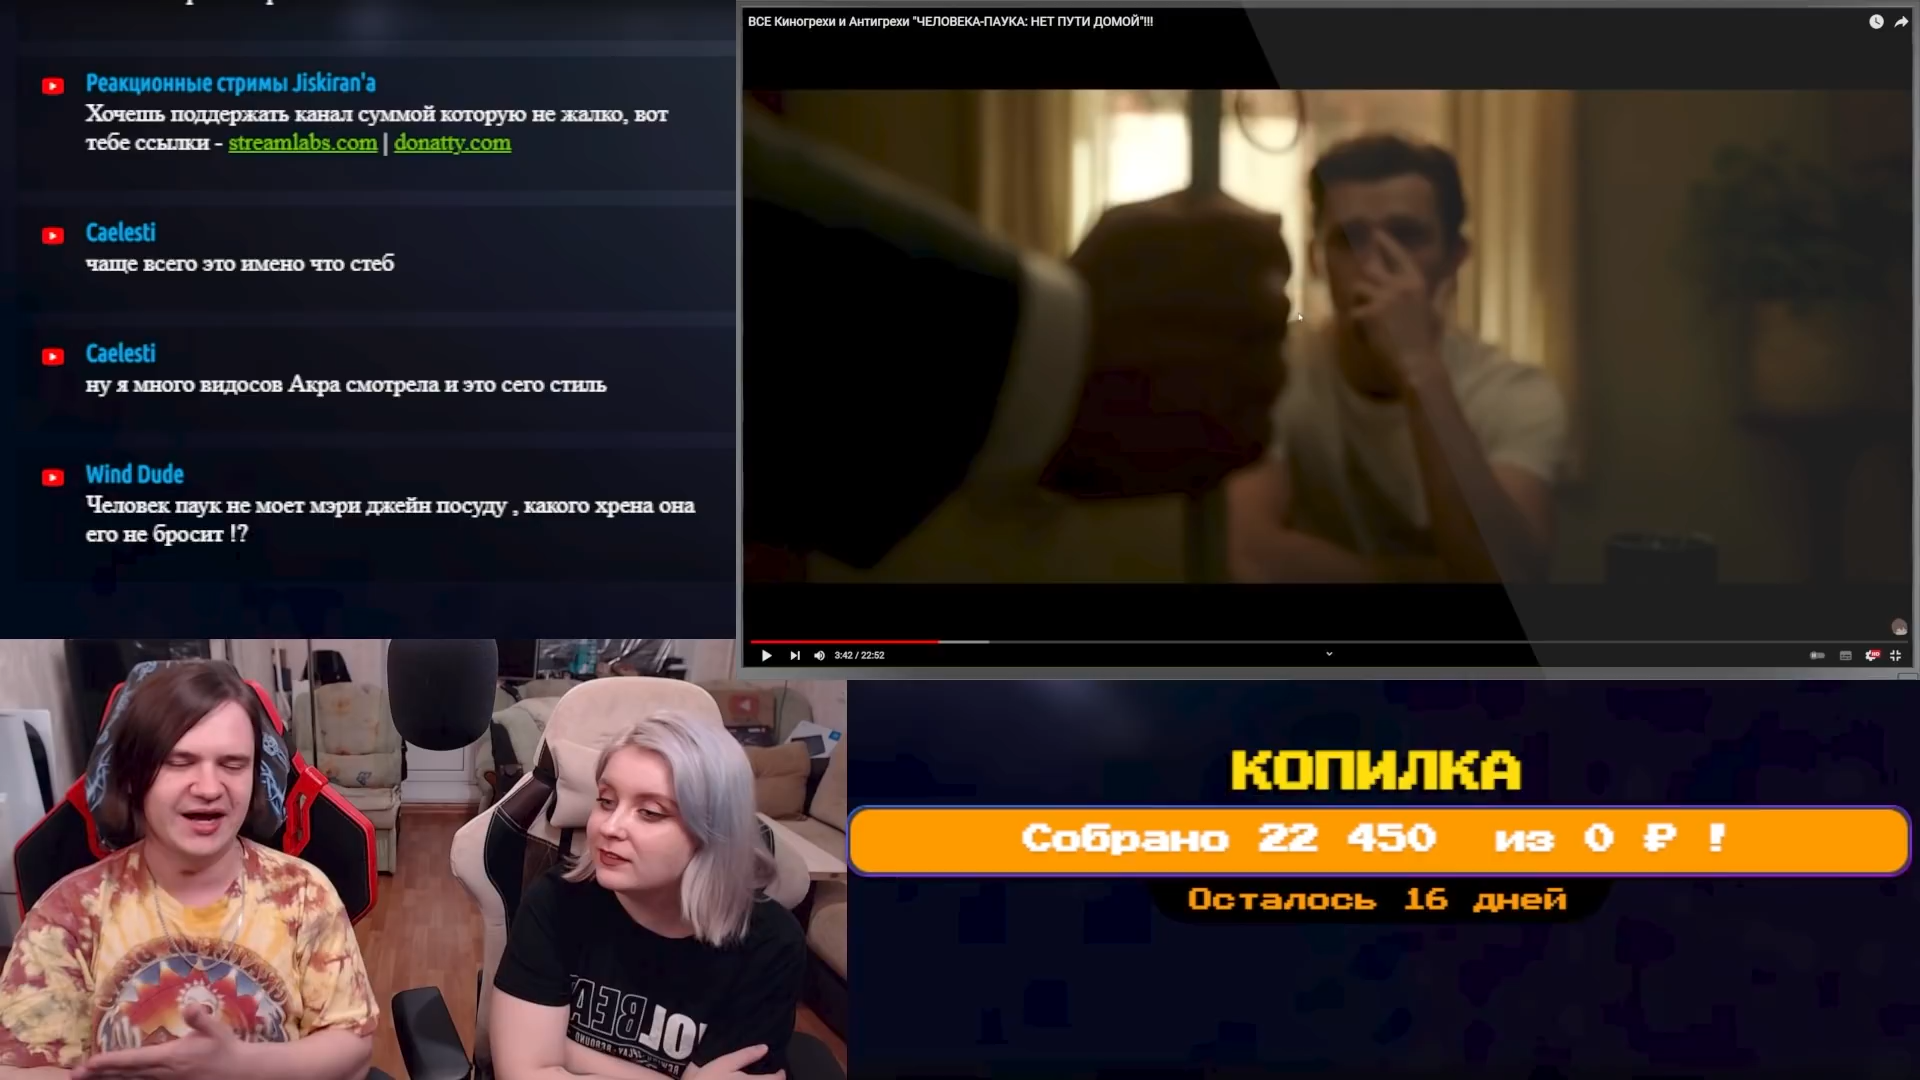 Реакционные стримы Jiskiran'a
Хочешь поддержать канал суммой которую не жалко, вот
тебе ссылки - streamlabs.com | donatty.com
Caelesti
чаще всего это имено что стеб
Caelesti
ну я много видосов Акра смотрела и это сего стиль
Wind Dude
Человек паук не моет мэри джейн посуду , какого хрена она
его не бросит !?
ВСЕ Киногрехи и Антигрехи "ЧЕЛОВЕКА-ПАУКА: НЕТ ПУТИ ДОМОЙ"!!!
3:42 / 22:52
КОПИЛКА
Собрано 22 450 из 0 ₽ !
Осталось 16 дней